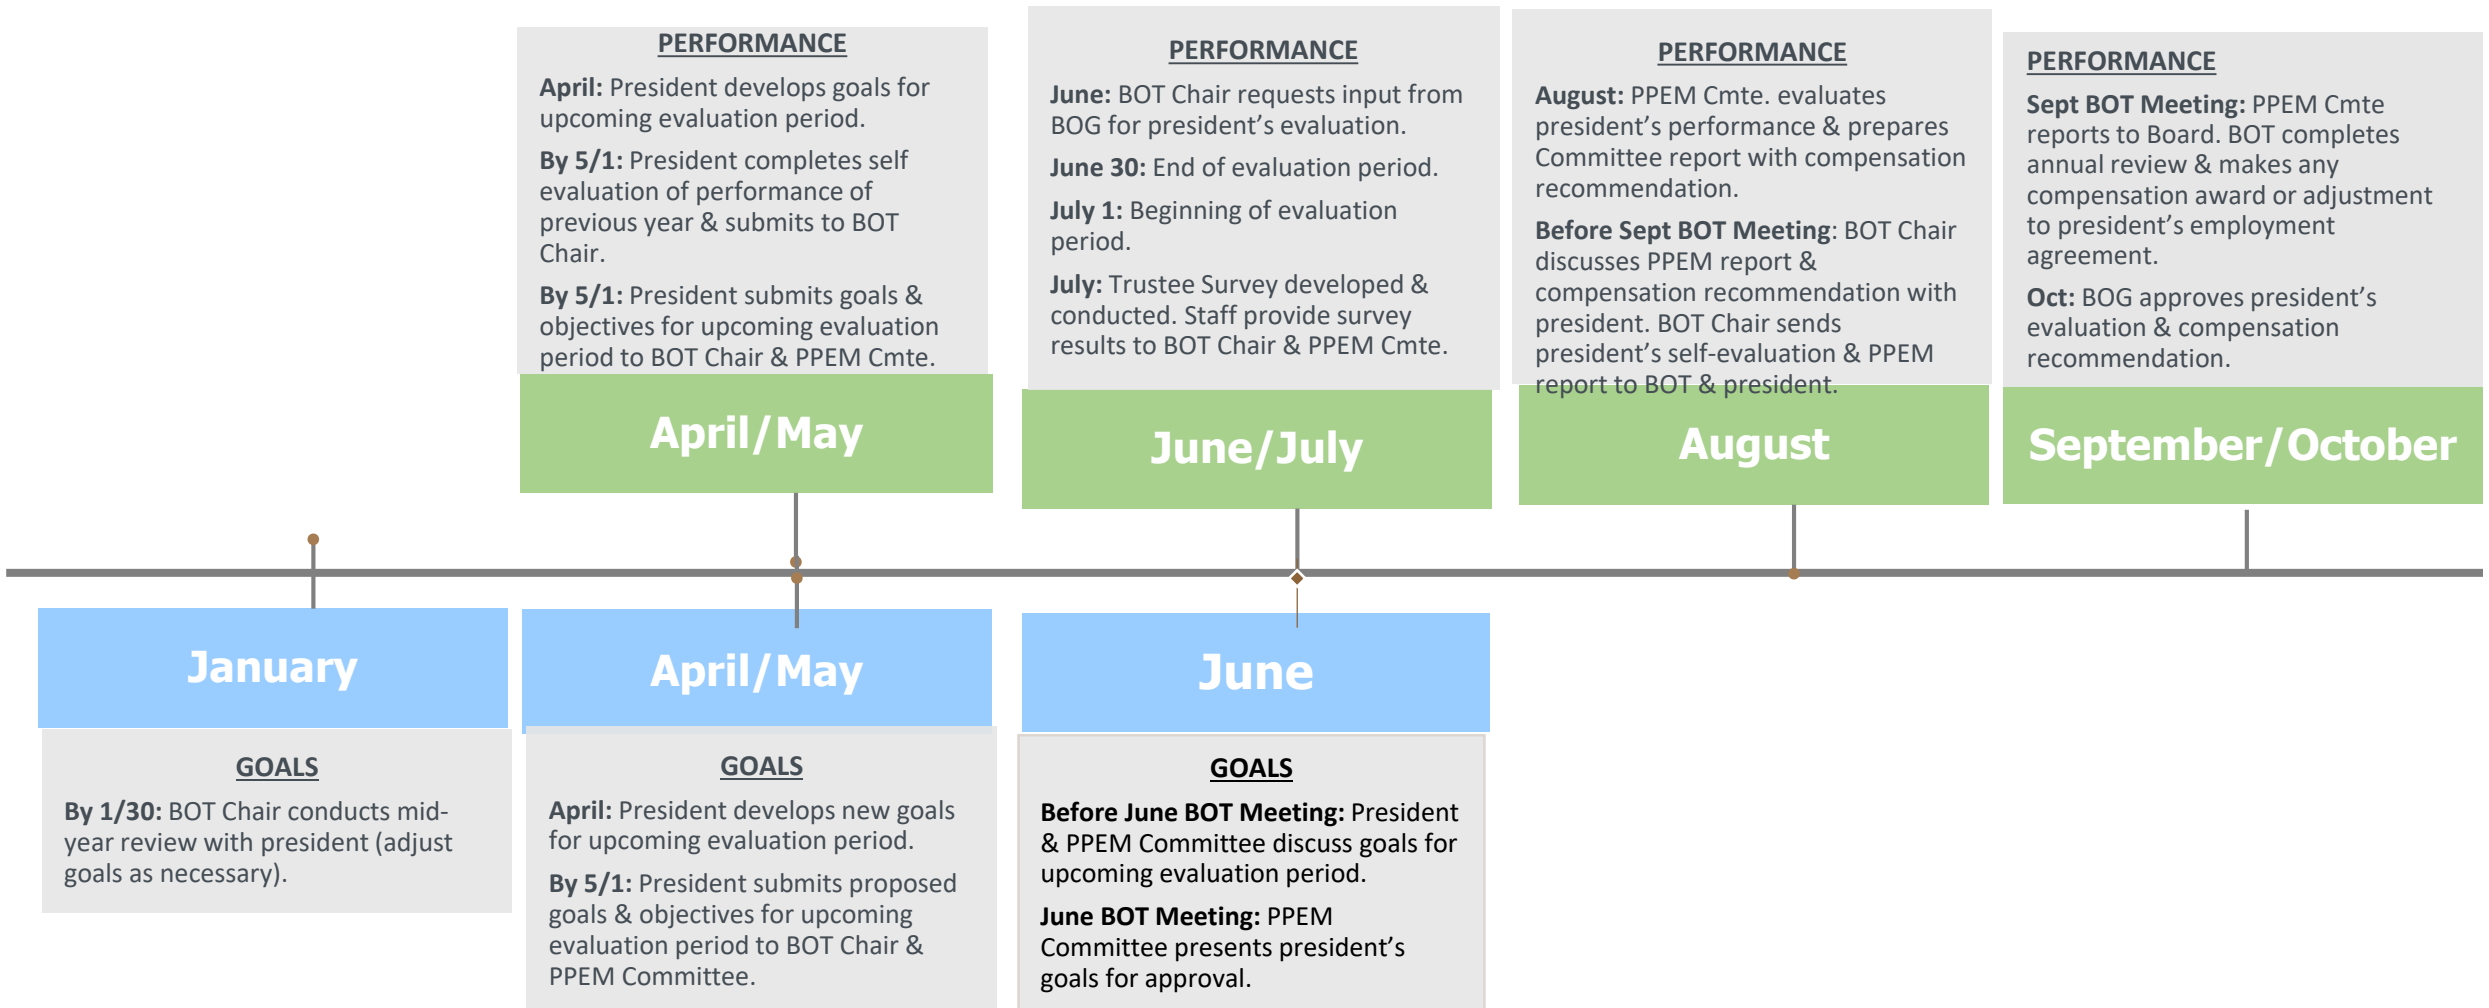 PERFORMANCE
April: President develops goals for
upcoming evaluation period.
By 5/1: President completes self
evaluation of performance of
previous year & submits to BOT
Chair.
By 5/1: President submits goals &
objectives for upcoming evaluation
period to BOT Chair & PPEM Cmte.
April/May
PERFORMANCE
June: BOT Chair requests input from
BOG for president’s evaluation.
June 30: End of evaluation period.
July 1: Beginning of evaluation
period.
July: Trustee Survey developed &
conducted. Staff provide survey
results to BOT Chair & PPEM Cmte.
June/July
PERFORMANCE
August: PPEM Cmte. evaluates
president’s performance & prepares
Committee report with compensation
recommendation.
Before Sept BOT Meeting: BOT Chair
discusses PPEM report &
compensation recommendation with
president. BOT Chair sends
president’s self-evaluation & PPEM
report to BOT & president.
August
PERFORMANCE
Sept BOT Meeting: PPEM Cmte
reports to Board. BOT completes
annual review & makes any
compensation award or adjustment
to president’s employment
agreement.
Oct: BOG approves president’s
evaluation & compensation
recommendation.
September/October
January
GOALS
By 1/30: BOT Chair conducts mid-
year review with president (adjust
goals as necessary).
April/May
GOALS
April: President develops new goals
for upcoming evaluation period.
By 5/1: President submits proposed
goals & objectives for upcoming
evaluation period to BOT Chair &
PPEM Committee.
June
GOALS
Before June BOT Meeting: President
& PPEM Committee discuss goals for
upcoming evaluation period.
June BOT Meeting: PPEM
Committee presents president’s
goals for approval.